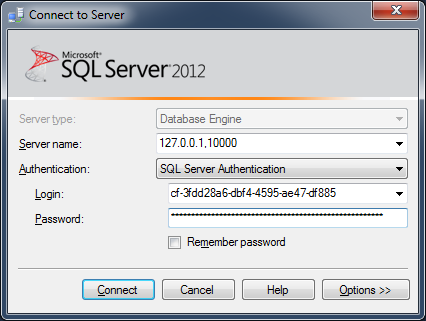 Connect to Server
Microsoft
SQL Server 2012
Server type: Database Engine
Server name: 127.0.0.1,10000
Authentication: SQL Server Authentication
Login: cf-3fdd28a6-dbf4-4595-ae47-df885
Password:
Remember password
Connect Cancel Help Options >>